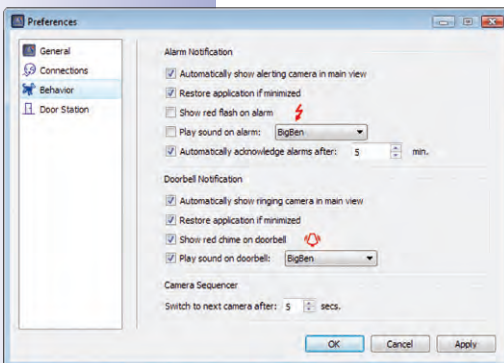 Preferences
General
Connections
Behavior
Door Station
Alarm Notification
Automatically show alerting camera in main view
Restore application if minimized
Show red flash on alarm
Play sound on alarm: BigBen
Automatically acknowledge alarms after: 5 min.
Doorbell Notification
Automatically show ringing camera in main view
Restore application if minimized
Show red chime on doorbell
Play sound on doorbell: BigBen
Camera Sequencer
Switch to next camera after: 5 secs.
OK Cancel Apply